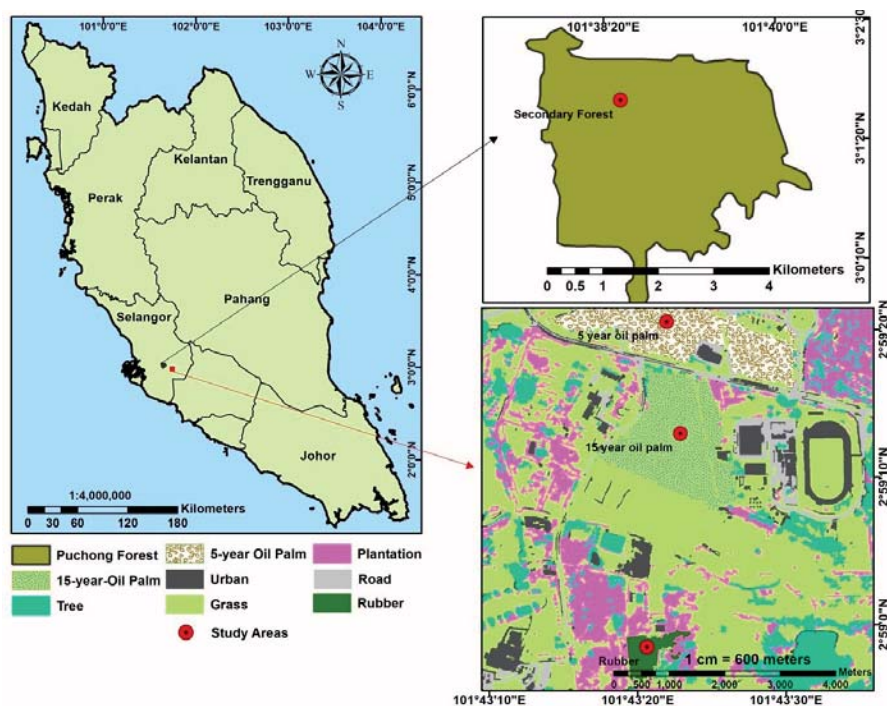 101°0'0"E 102°0'0"E 103°0'0"E 104°0'0"E
N
W E
S
Kedah
Kelantan
Trengganu
Perak
Pahang
Selangor
Johor
6°0'0"N
5°0'0"N
4°0'0"N
3°0'0"N
2°0'0"N
1:4,000,000
Kilometers
0 30 60 120 180
101°38'20"E 101°40'0"E
3°2'30"N
3°1'20"N
3°0'10"N
Secondary Forest
Kilometers
0 0.5 1 2 3 4
5 year oil palm
15 year oil palm
Rubber
1 cm = 600 meters
Meters
0 500 1,000 2,000 3,000 4,000
2°59'20"N
2°59'10"N
2°59'0"N
101°43'10"E 101°43'20"E 101°43'30"E
Puchong Forest 5-year Oil Palm Plantation
15-year-Oil Palm Urban Road
Tree Grass Rubber
Study Areas